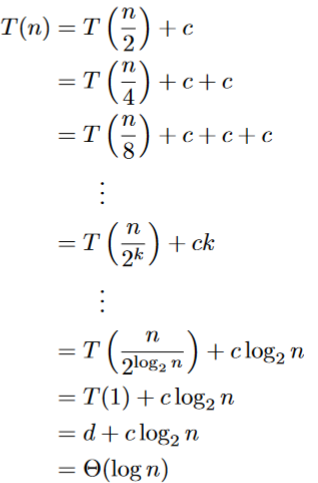 T(n) = T(n/2) + c
= T(n/4) + c + c
= T(n/8) + c + c + c
⋮
= T(n/2^k) + ck
⋮
= T(n/2^{log_2 n}) + c log_2 n
= T(1) + c log_2 n
= d + c log_2 n
= Θ(log n)